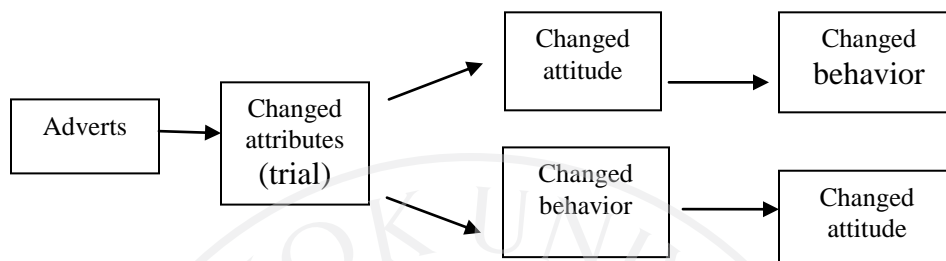 Adverts
Changed
attributes
(trial)
Changed
attitude
Changed
behavior
Changed
behavior
Changed
attitude